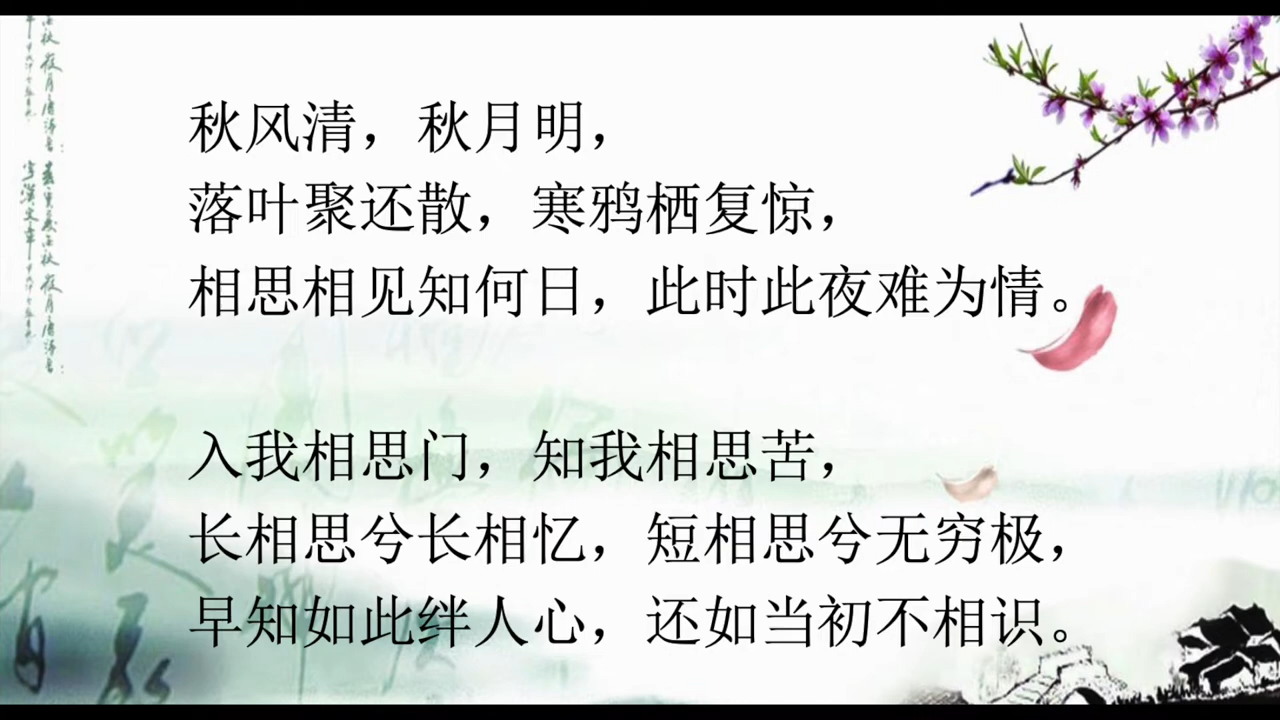 秋风清，秋月明，
落叶聚还散，寒鸦栖复惊，
相思相见知何日，此时此夜难为情。
入我相思门，知我相思苦，
长相思兮长相忆，短相思兮无穷极，
早知如此绊人心，还如当初不相识。